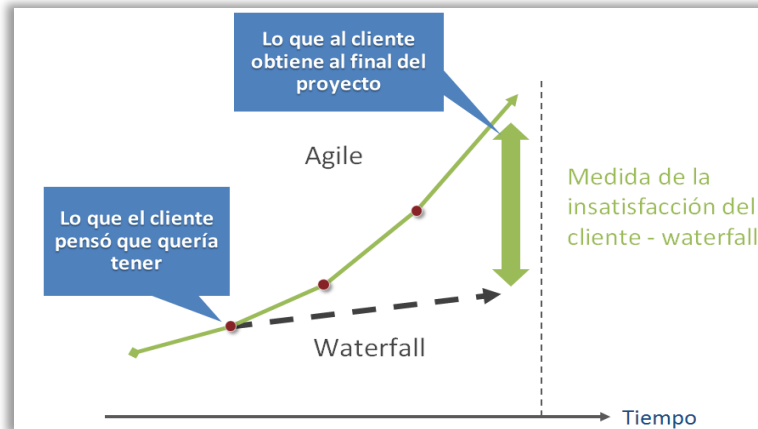 Lo que al cliente
obtiene al final del
proyecto
Agile
Lo que el cliente
pensó que quería
tener
Medida de la
insatisfacción del
cliente - waterfall
Waterfall
Tiempo